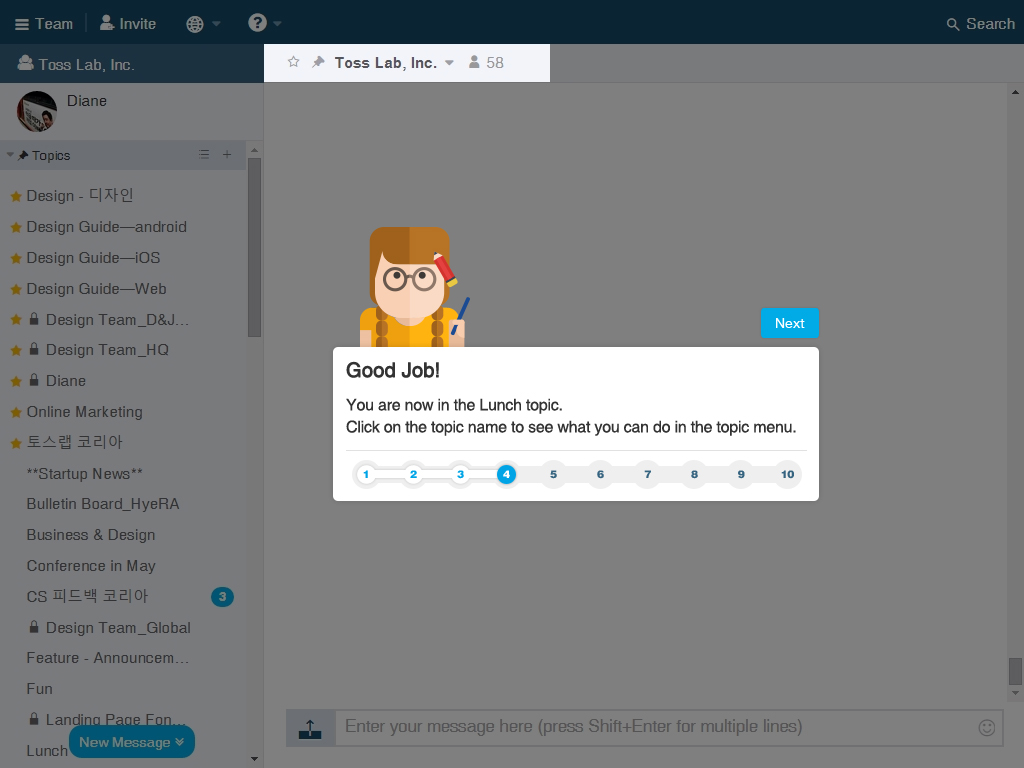 Team
Invite
Search
Toss Lab, Inc.
Toss Lab, Inc.
58
Diane
Topics
Design - 디자인
Design Guide—android
Design Guide—iOS
Design Guide—Web
Design Team_D&J...
Design Team_HQ
Diane
Online Marketing
토스랩 코리아
**Startup News**
Bulletin Board_HyeRA
Business & Design
Conference in May
CS 피드백 코리아
3
Design Team_Global
Feature - Announcem...
Fun
Landing Page Fon...
Lunch
New Message
Next
Good Job!
You are now in the Lunch topic.
Click on the topic name to see what you can do in the topic menu.
1 2 3 4 5 6 7 8 9 10
Enter your message here (press Shift+Enter for multiple lines)